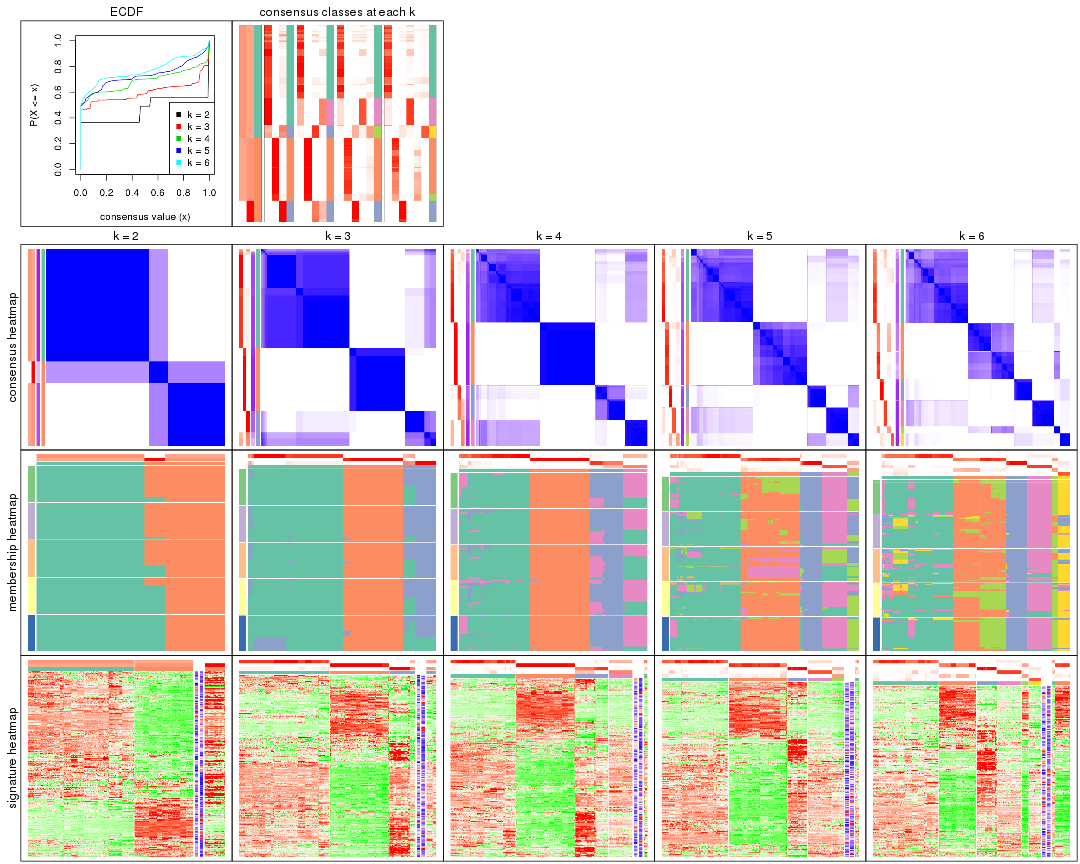 ECDF
consensus classes at each k
P(X <= x)
0.0
0.2
0.4
0.6
0.8
1.0
k = 2
k = 3
k = 4
k = 5
k = 6
0.0 0.2 0.4 0.6 0.8 1.0
consensus value (x)
k = 2
k = 3
k = 4
k = 5
k = 6
consensus heatmap
membership heatmap
signature heatmap